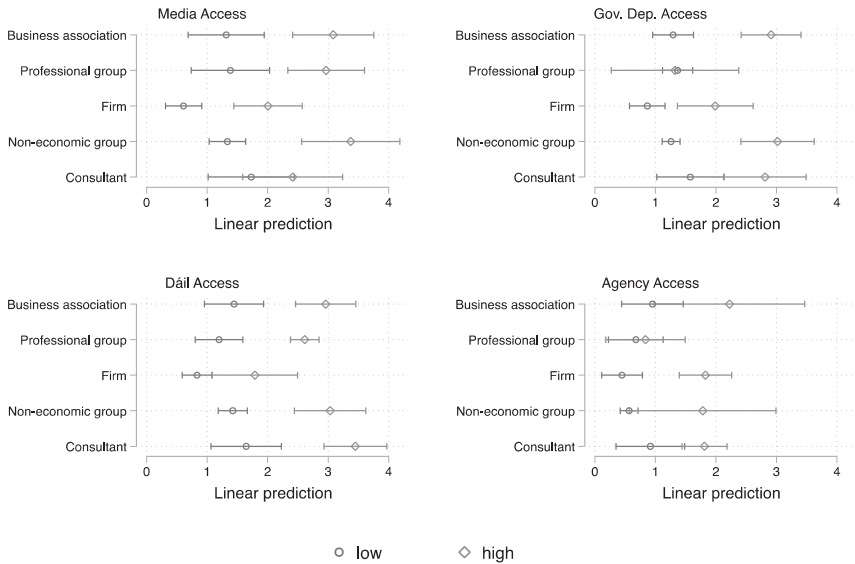 Media Access
Business association
Professional group
Firm
Non-economic group
Consultant
0 1 2 3 4
Linear prediction
Gov. Dep. Access
Business association
Professional group
Firm
Non-economic group
Consultant
0 1 2 3 4
Linear prediction
Dáil Access
Business association
Professional group
Firm
Non-economic group
Consultant
0 1 2 3 4
Linear prediction
Agency Access
Business association
Professional group
Firm
Non-economic group
Consultant
0 1 2 3 4
Linear prediction
low high